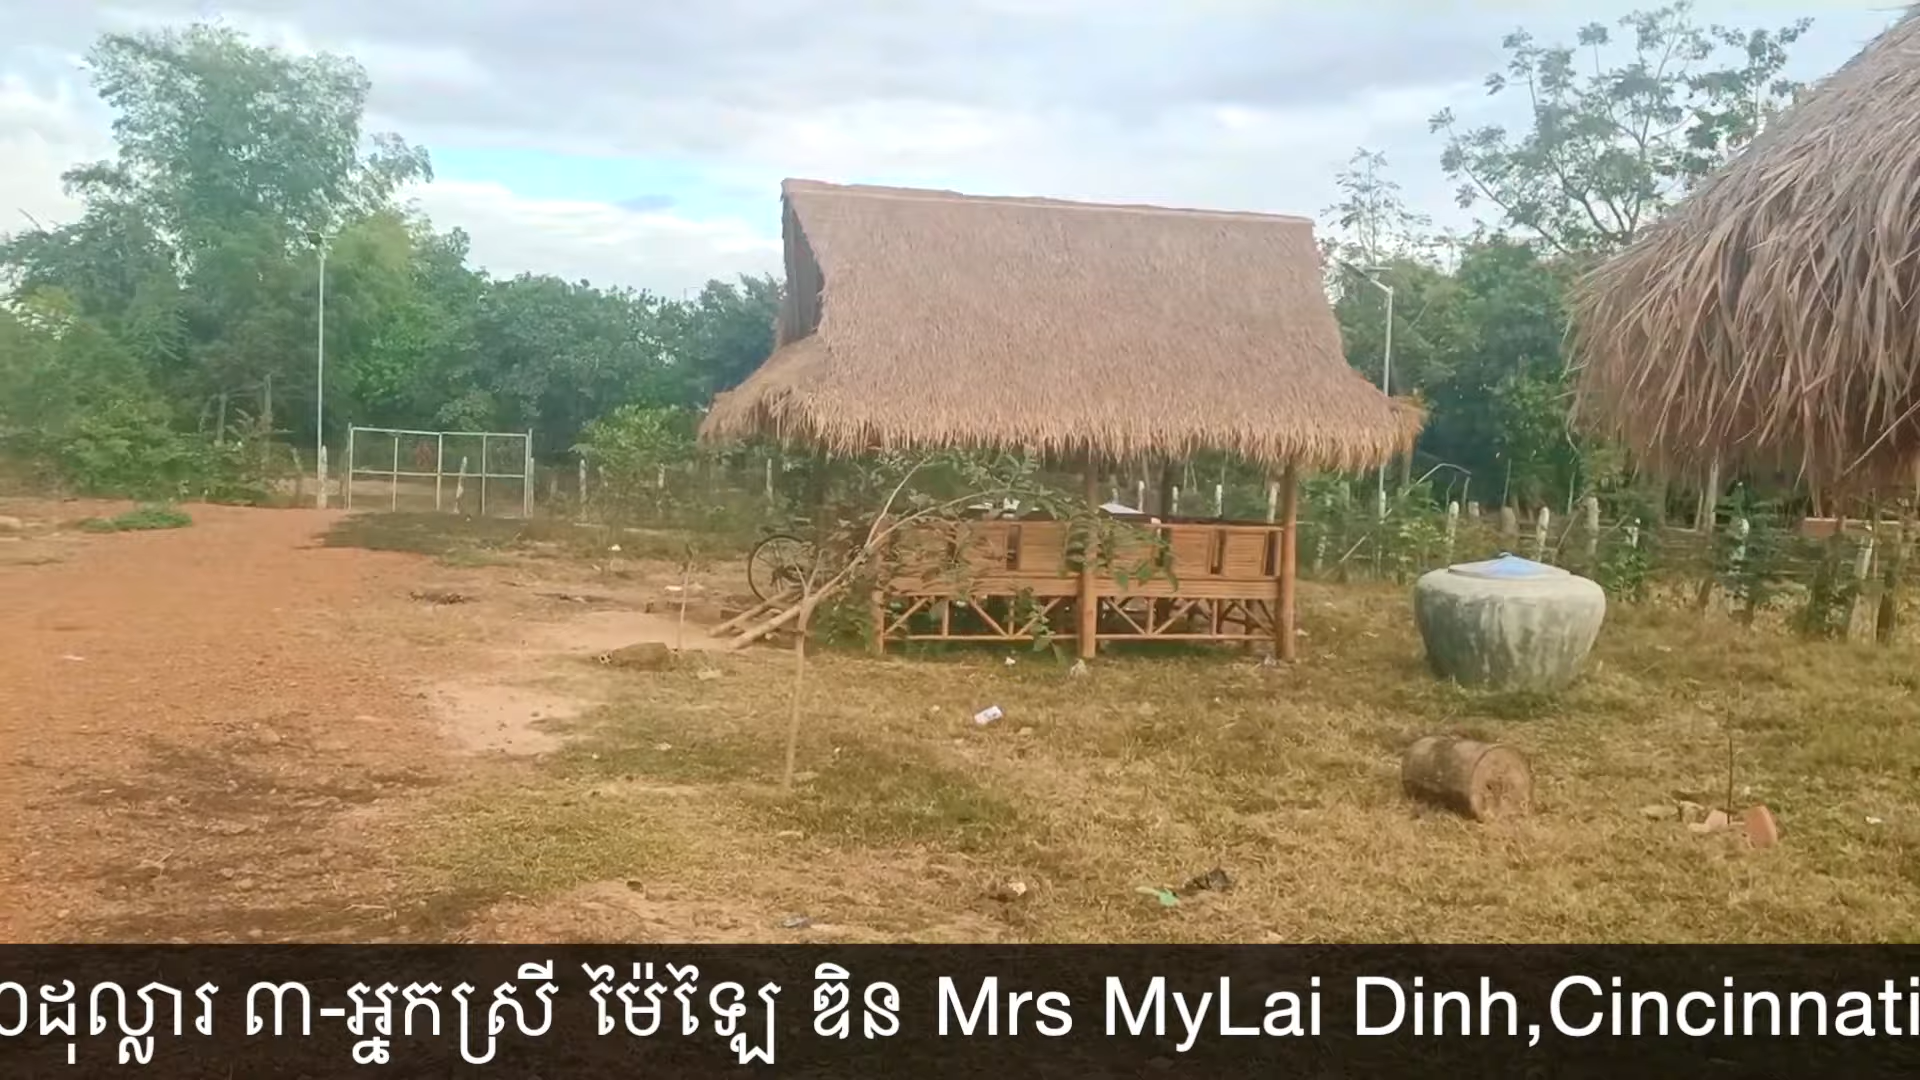 ដុល្លារ ៣-អ្នកស្រី ម៉ៃឡៃ ឌិន Mrs MyLai Dinh,Cincinnati